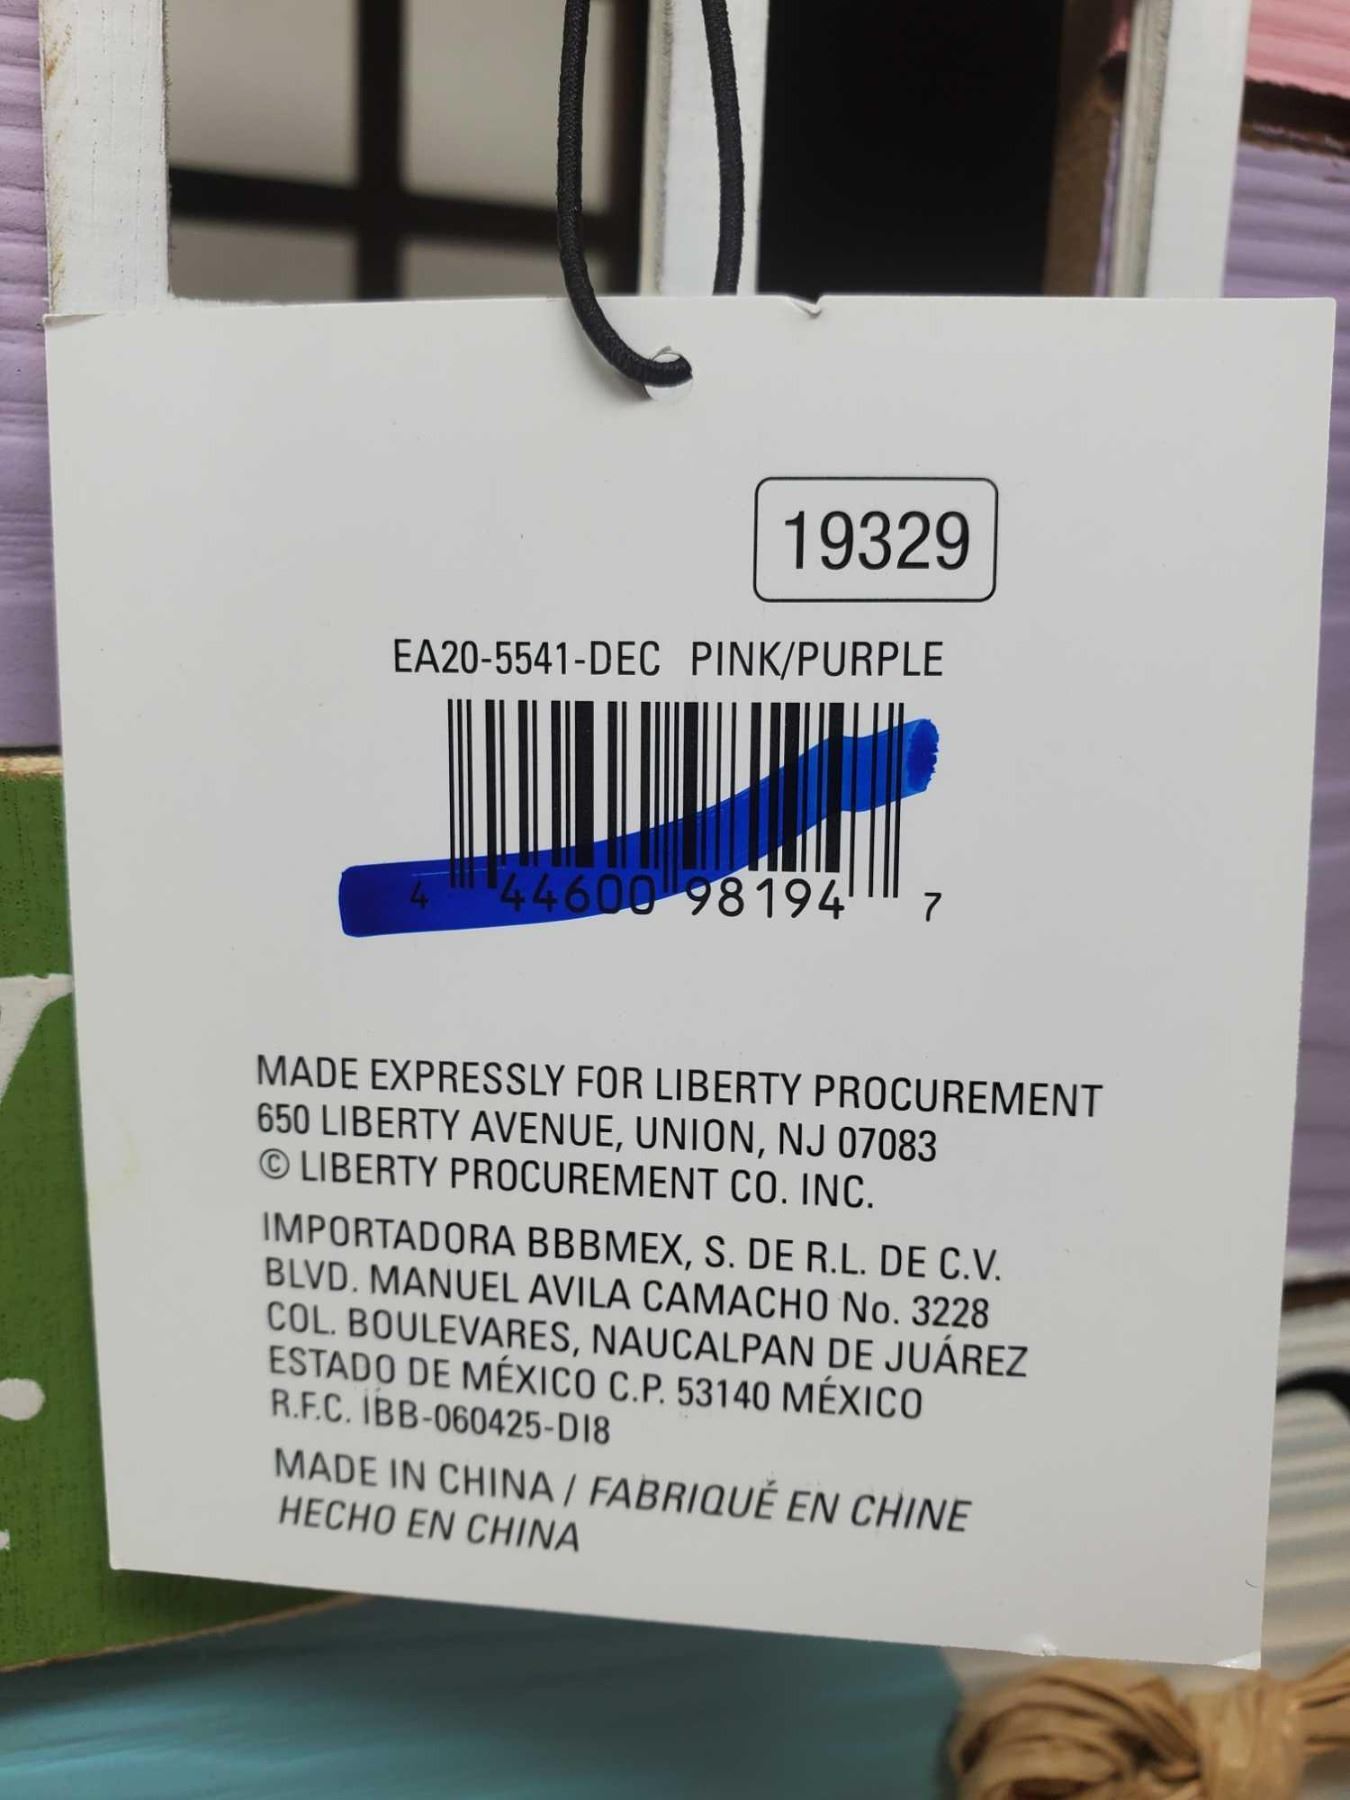 19329
EA20-5541-DEC PINK/PURPLE
4 44600 98194 7
MADE EXPRESSLY FOR LIBERTY PROCUREMENT
650 LIBERTY AVENUE, UNION, NJ 07083
© LIBERTY PROCUREMENT CO. INC.
IMPORTADORA BBBMEX, S. DE R.L. DE C.V.
BLVD. MANUEL AVILA CAMACHO No. 3228
COL. BOULEVARES, NAUCALPAN DE JUÁREZ
ESTADO DE MÉXICO C.P. 53140 MÉXICO
R.F.C. IBB-060425-DI8
MADE IN CHINA / FABRIQUÉ EN CHINE
HECHO EN CHINA